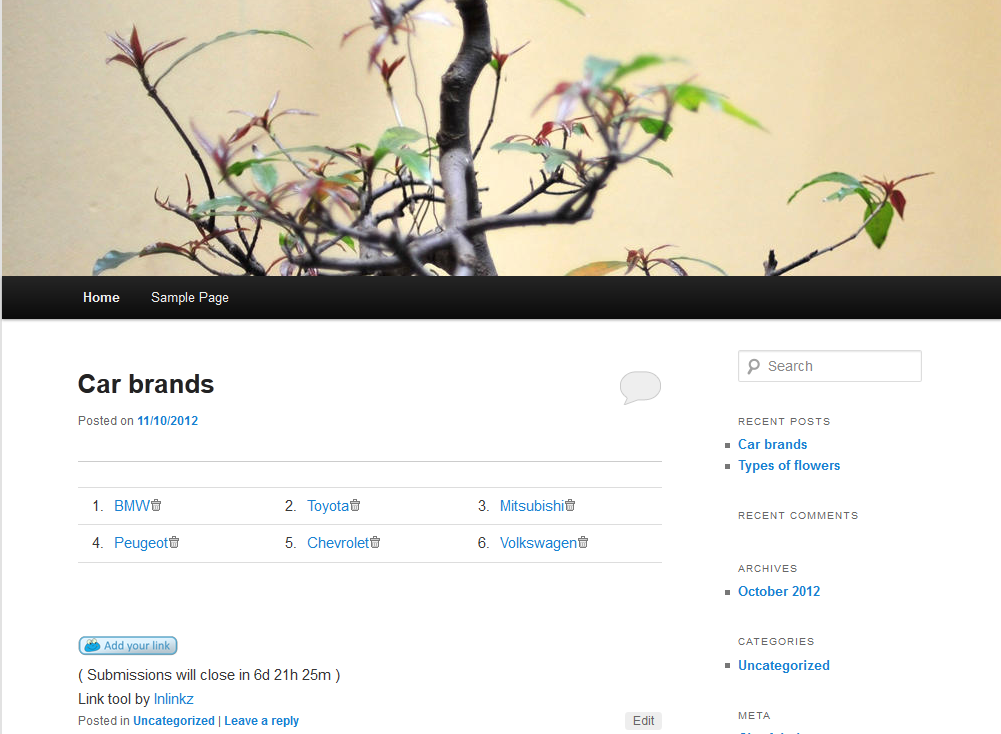 Home Sample Page
Search
Car brands
Posted on 11/10/2012
1. BMW 2. Toyota 3. Mitsubishi
4. Peugeot 5. Chevrolet 6. Volkswagen
Add your link
( Submissions will close in 6d 21h 25m )
Link tool by Inlinkz
Posted in Uncategorized | Leave a reply
Edit
RECENT POSTS
Car brands
Types of flowers
RECENT COMMENTS
ARCHIVES
October 2012
CATEGORIES
Uncategorized
META